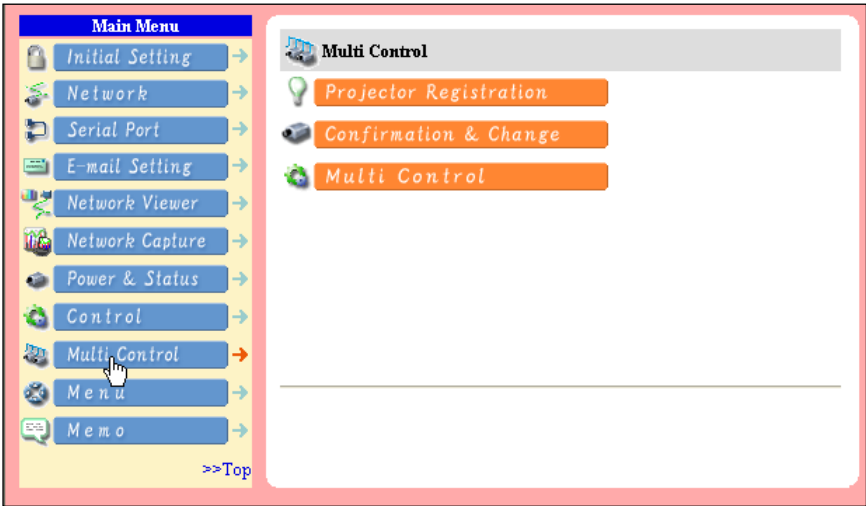 Main Menu
Initial Setting
Network
Serial Port
E-mail Setting
Network Viewer
Network Capture
Power & Status
Control
Multi Control
Menu
Memo
>>Top
Multi Control
Projector Registration
Confirmation & Change
Multi Control